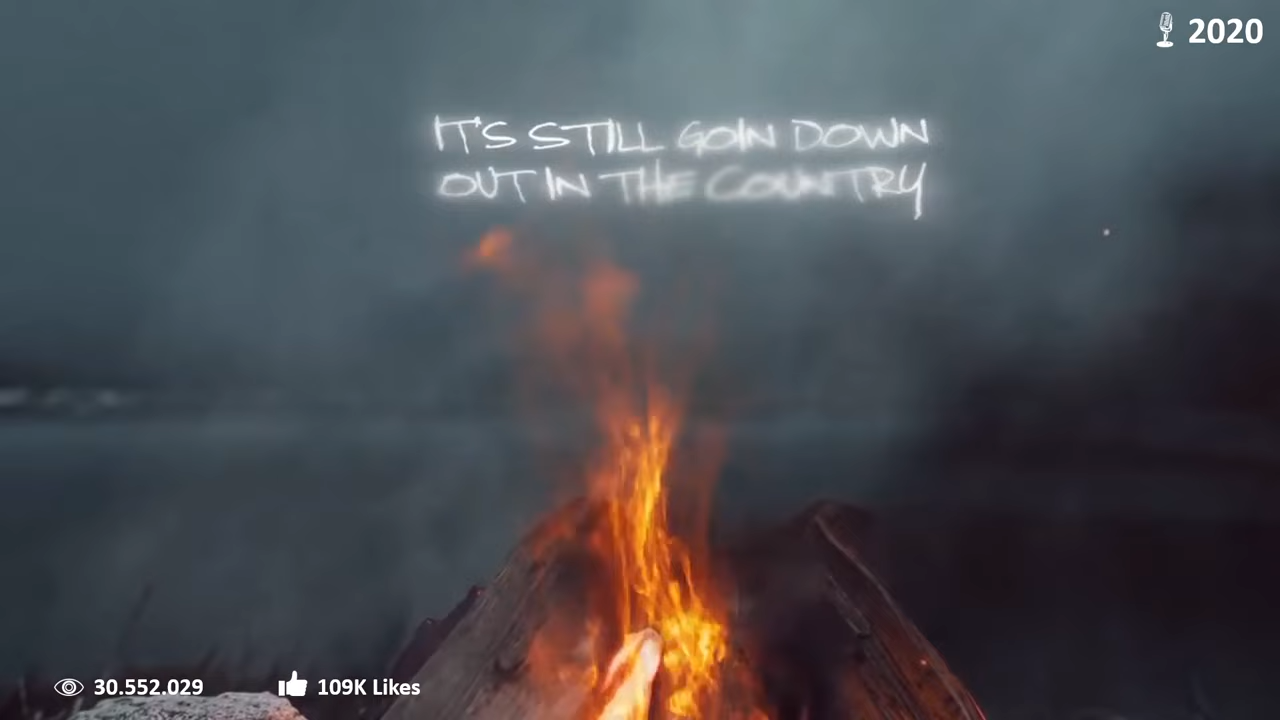 2020
IT'S STILL GOIN DOWN
OUT IN THE COUNTRY
30.552.029
109K Likes